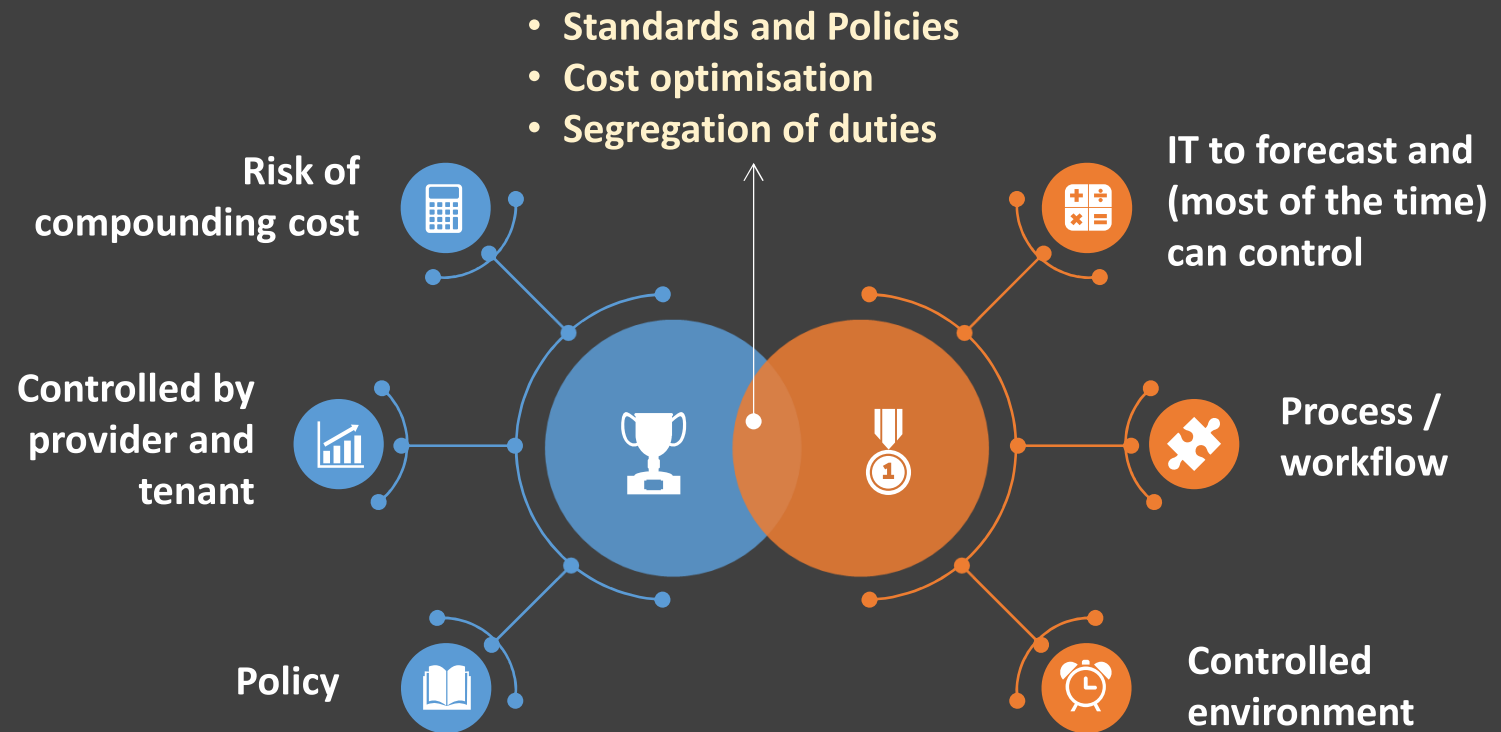 • Standards and Policies
• Cost optimisation
• Segregation of duties
Risk of
compounding cost
Controlled by
provider and
tenant
Policy
IT to forecast and
(most of the time)
can control
Process /
workflow
Controlled
environment
1